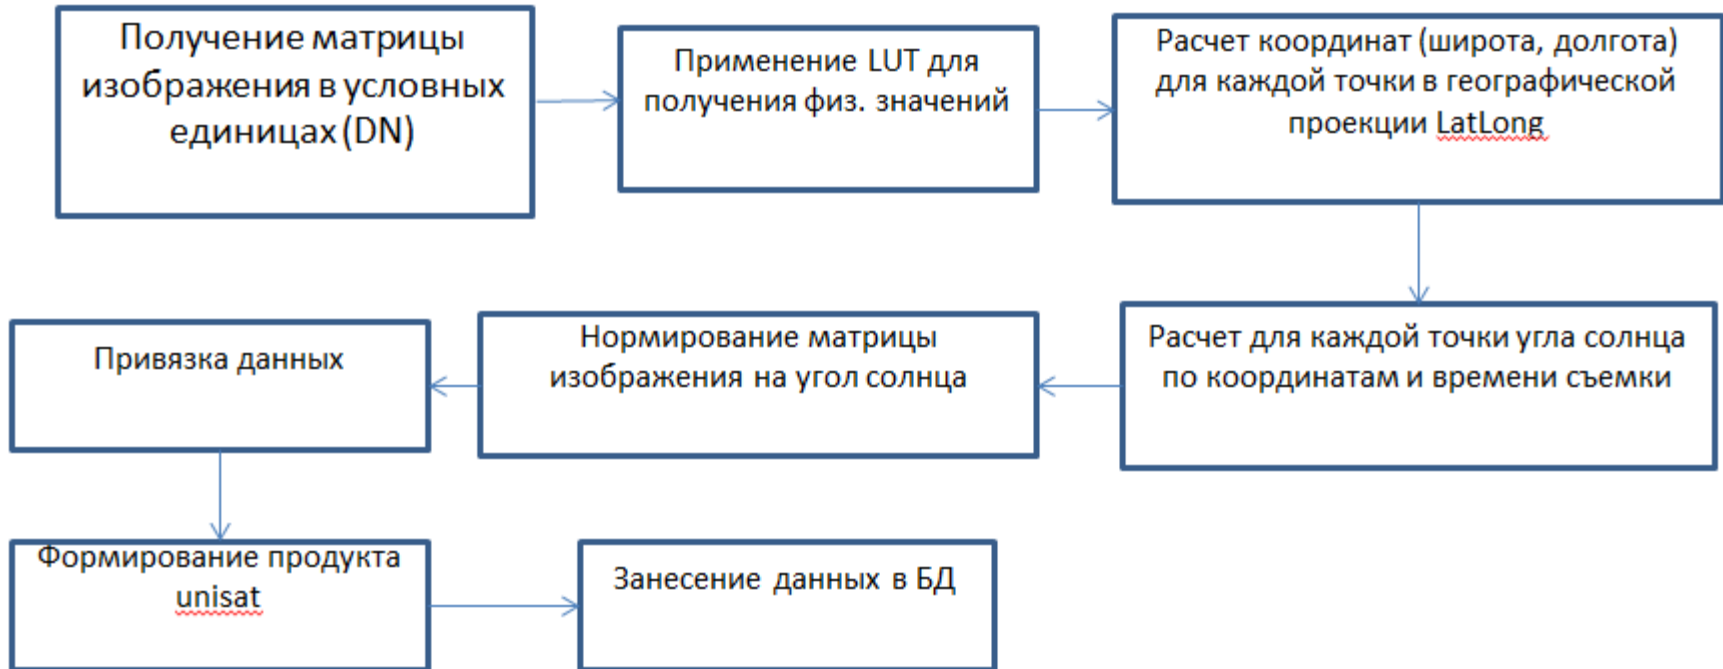 Получение матрицы
изображения в условных
единицах (DN)
Применение LUT для
получения физ. значений
Расчет координат (широта, долгота)
для каждой точки в географической
проекции LatLong
Расчет для каждой точки угла солнца
по координатам и времени съемки
Нормирование матрицы
изображения на угол солнца
Привязка данных
Формирование продукта
unisat
Занесение данных в БД